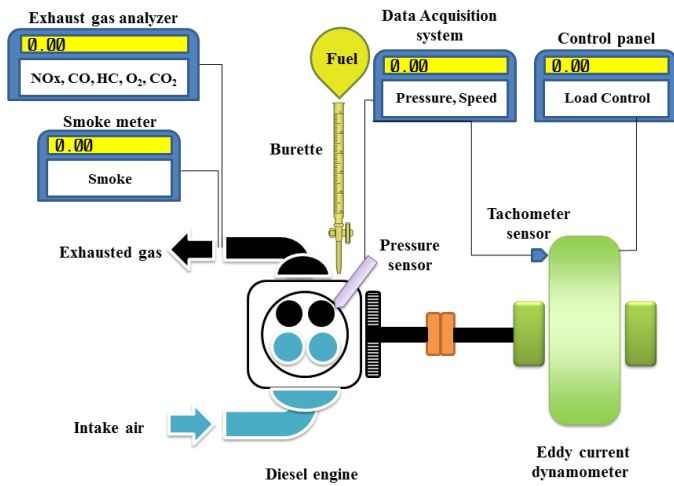 Exhaust gas analyzer
0.00
NOx, CO, HC, O₂, CO₂
Smoke meter
0.00
Smoke
Exhausted gas
Fuel
Burette
Data Acquisition
system
0.00
Pressure, Speed
Control panel
0.00
Load Control
Pressure
sensor
Tachometer
sensor
Intake air
Diesel engine
Eddy current
dynamometer